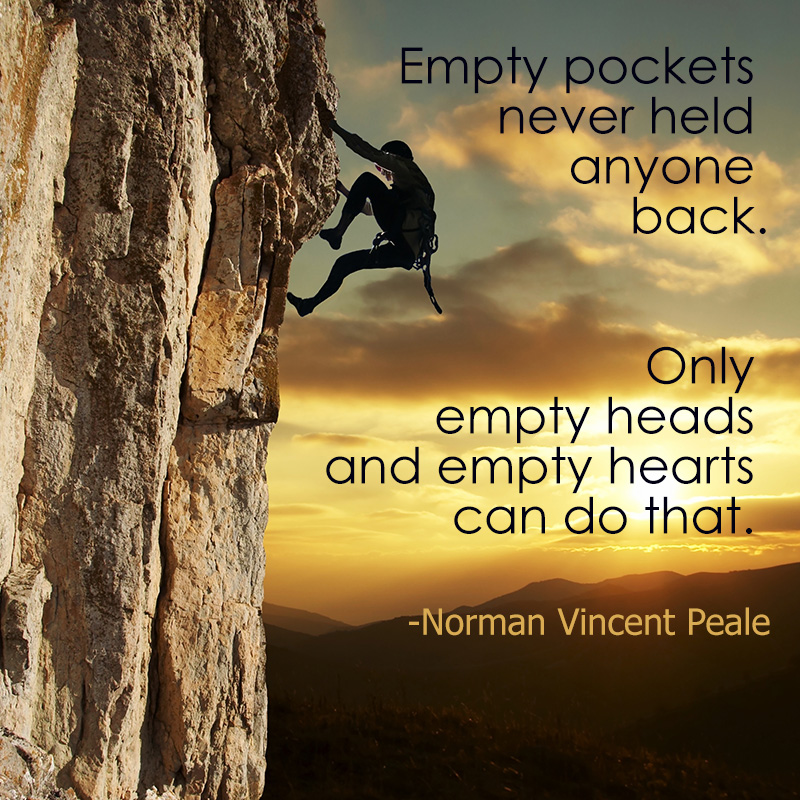 Empty pockets
never held
anyone
back.
Only
empty heads
and empty hearts
can do that.
-Norman Vincent Peale